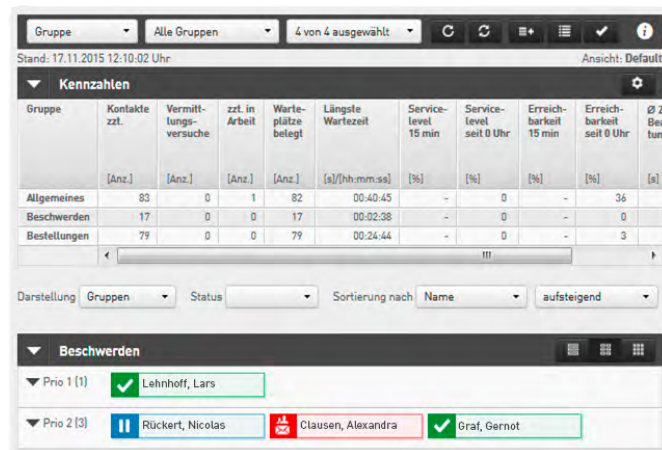 Gruppe Alle Gruppen 4 von 4 ausgewählt
Stand: 17.11.2015 12:10:02 Uhr Ansicht: Default
Kennzahlen
Gruppe Kontakte zzt. Vermitt- lungs- versuche zzt. in Arbeit Warte- plätze belegt Längste Wartezeit Service- level 15 min Service- level seit 0 Uhr Erreich- barkeit 15 min Erreich- barkeit seit 0 Uhr Ø
[Anz.] [Anz.] [Anz.] [Anz.] [s]/[hh:mm:ss] [%] [%] [%] [%] [s]
Allgemeines 83 0 1 82 00:40:45 - 0 - 36
Beschwerden 17 0 0 17 00:02:38 - 0 - 0
Bestellungen 79 0 0 79 00:24:44 - 0 - 3
Darstellung Gruppen Status Sortierung nach Name aufsteigend
Beschwerden
Prio 1 (1) Lehnhoff, Lars
Prio 2 (3) Rückert, Nicolas Clausen, Alexandra Graf, Gernot